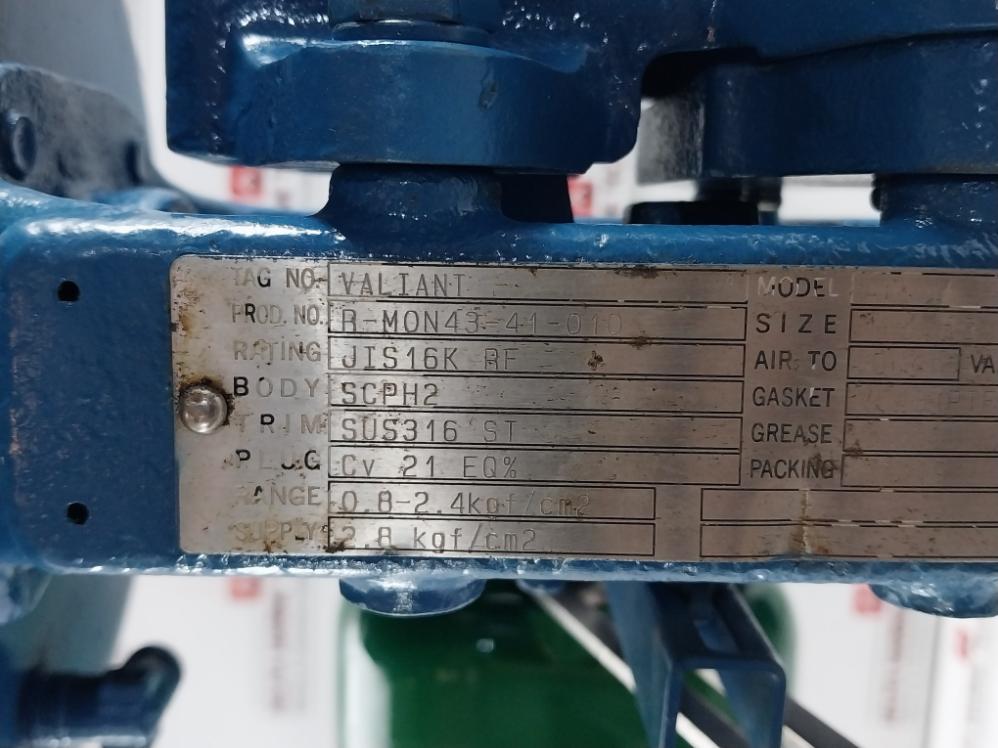 TAG NO. VALIANT MODEL
PROD. NO. R-MON43-41-010 SIZE
RATING JIS16K RF AIR TO VA
BODY SCPH2 GASKET
TRIM SUS316 ST GREASE
PLUG Cv 21 EQ% PACKING
RANGE 0.8-2.4kgf/cm2
SUPPLY 2.8 kgf/cm2